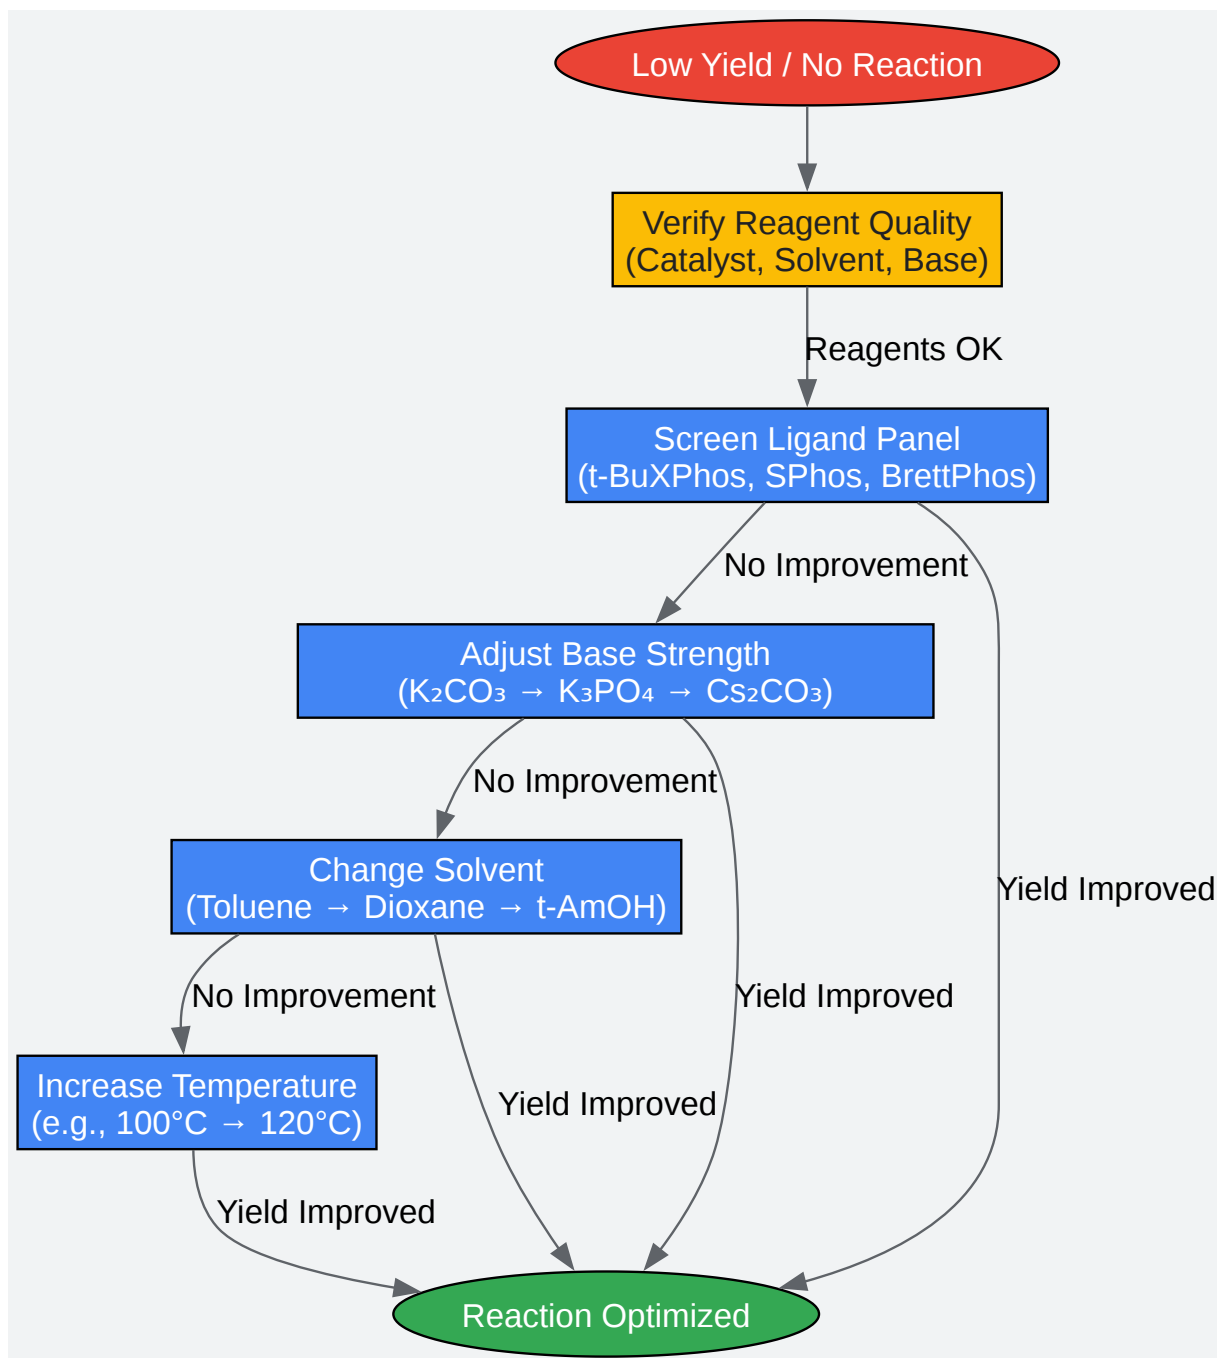 Low Yield / No Reaction
Verify Reagent Quality
(Catalyst, Solvent, Base)
Reagents OK
Screen Ligand Panel
(t-BuXPhos, SPhos, BrettPhos)
No Improvement
Adjust Base Strength
(K₂CO₃ → K₃PO₄ → Cs₂CO₃)
No Improvement
Change Solvent
(Toluene → Dioxane → t-AmOH)
Yield Improved
No Improvement
Yield Improved
Increase Temperature
(e.g., 100°C → 120°C)
Yield Improved
Yield Improved
Reaction Optimized